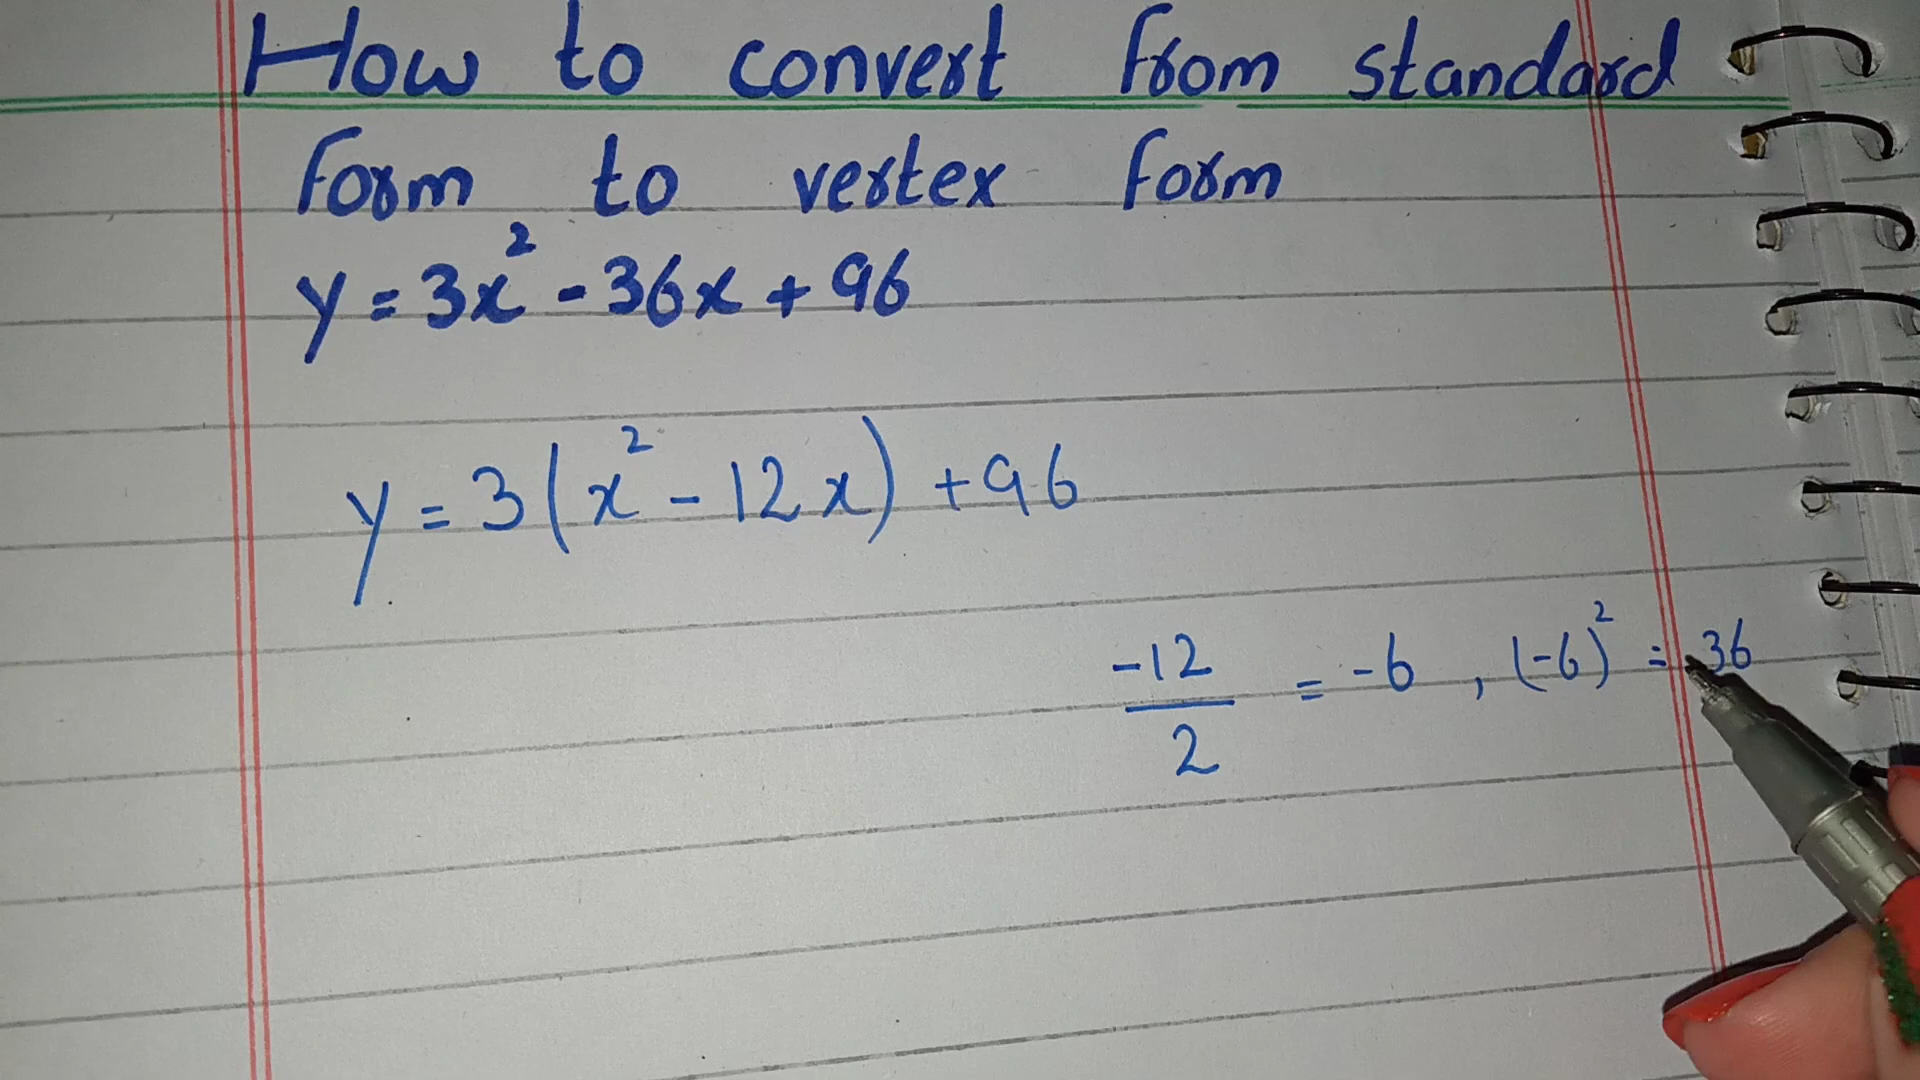 How to convert from standard
form to vertex form
y = 3x² - 36x + 96
y = 3(x² - 12x) + 96
-12/2 = -6 , (-6)² = 36